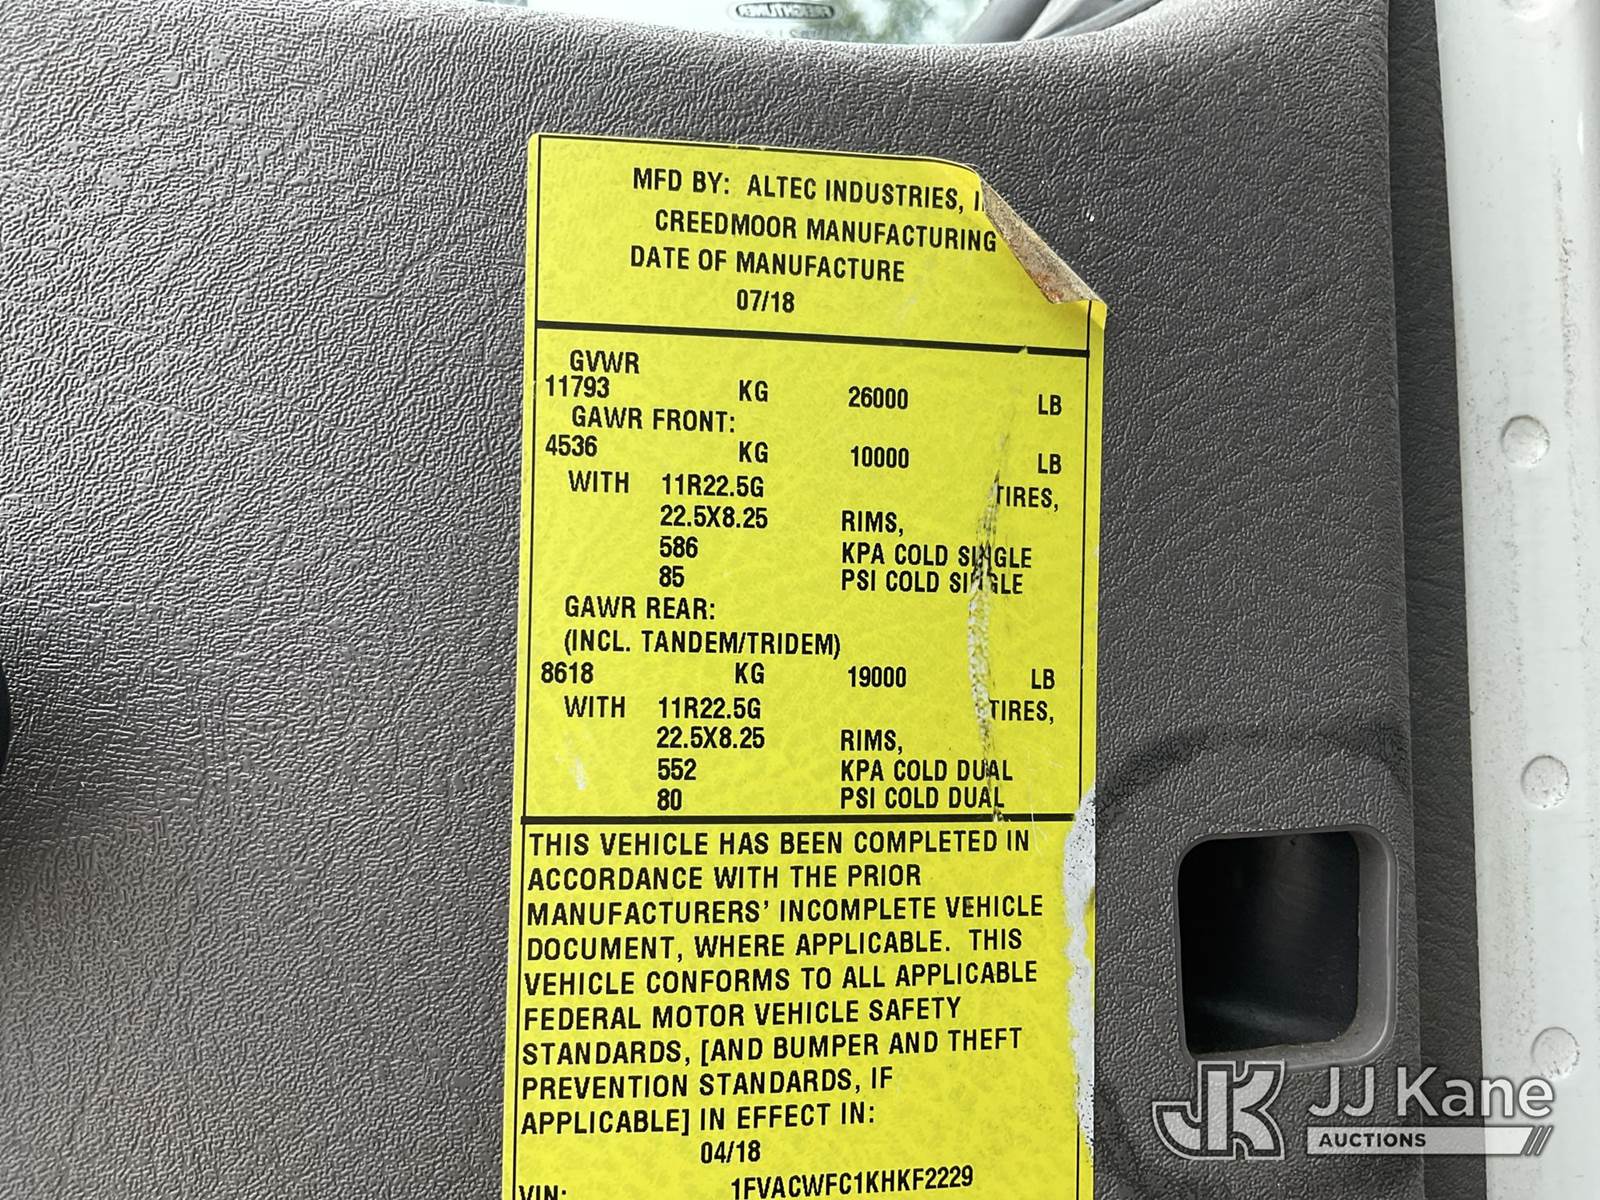 FREIGHTLINER
MFD BY: ALTEC INDUSTRIES,
CREEDMOOR MANUFACTURING
DATE OF MANUFACTURE
07/18
GVWR
11793 KG 26000 LB
GAWR FRONT:
4536 KG 10000 LB
WITH 11R22.5G TIRES,
22.5X8.25 RIMS,
586 KPA COLD SINGLE
85 PSI COLD SINGLE
GAWR REAR:
(INCL. TANDEM/TRIDEM)
8618 KG 19000 LB
WITH 11R22.5G TIRES,
22.5X8.25 RIMS,
552 KPA COLD DUAL
80 PSI COLD DUAL
THIS VEHICLE HAS BEEN COMPLETED IN
ACCORDANCE WITH THE PRIOR
MANUFACTURERS' INCOMPLETE VEHICLE
DOCUMENT, WHERE APPLICABLE. THIS
VEHICLE CONFORMS TO ALL APPLICABLE
FEDERAL MOTOR VEHICLE SAFETY
STANDARDS, [AND BUMPER AND THEFT
PREVENTION STANDARDS, IF
APPLICABLE] IN EFFECT IN:
04/18
VIN: 1FVACWFC1KHKF2229
JK JJ Kane
AUCTIONS